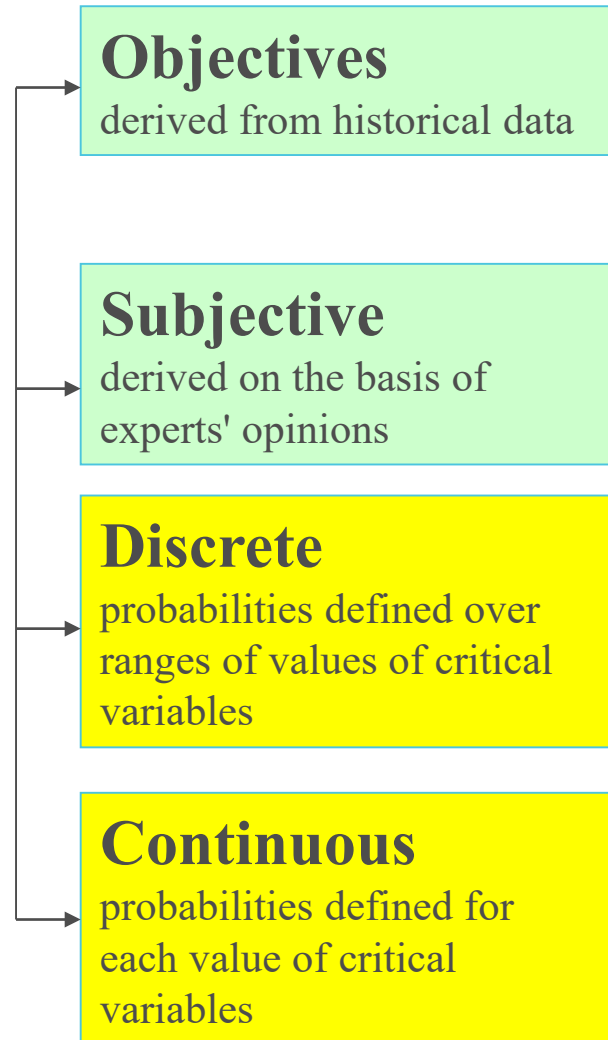 Objectives
derived from historical data
Subjective
derived on the basis of
experts' opinions
Discrete
probabilities defined over
ranges of values of critical
variables
Continuous
probabilities defined for
each value of critical
variables